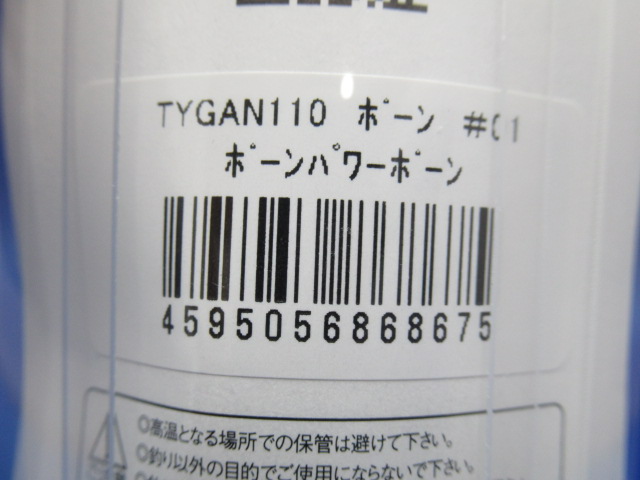 TYGAN110 ボーン #01
ボーンパワーボーン
4595056868675
◎高温となる場所での保管は避けて下さい。
◎釣り以外の目的でご使用にならないで下さい。